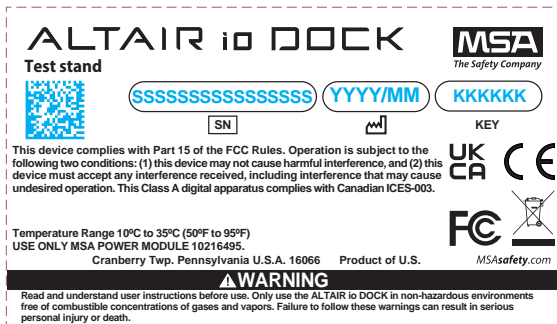 ALTAIR io DOCK
MSA
The Safety Company
Test stand
SSSSSSSSSSSSSSSS
YYYY/MM
KKKKKK
SN
KEY
This device complies with Part 15 of the FCC Rules. Operation is subject to the
following two conditions: (1) this device may not cause harmful interference, and (2) this
device must accept any interference received, including interference that may cause
undesired operation. This Class A digital apparatus complies with Canadian ICES-003.
UK
CA
CE
FC
Temperature Range 10ºC to 35ºC (50ºF to 95ºF)
USE ONLY MSA POWER MODULE 10216495.
Cranberry Twp. Pennsylvania U.S.A. 16066 Product of U.S.
MSAsafety.com
WARNING
Read and understand user instructions before use. Only use the ALTAIR io DOCK in non-hazardous environments
free of combustible concentrations of gases and vapors. Failure to follow these warnings can result in serious
personal injury or death.